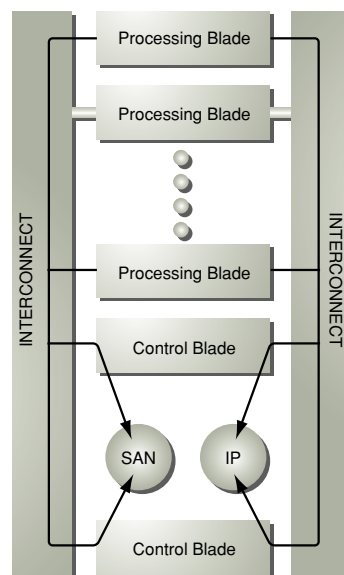 Processing Blade
Processing Blade
Processing Blade
INTERCONNECT
INTERCONNECT
Control Blade
SAN
IP
Control Blade